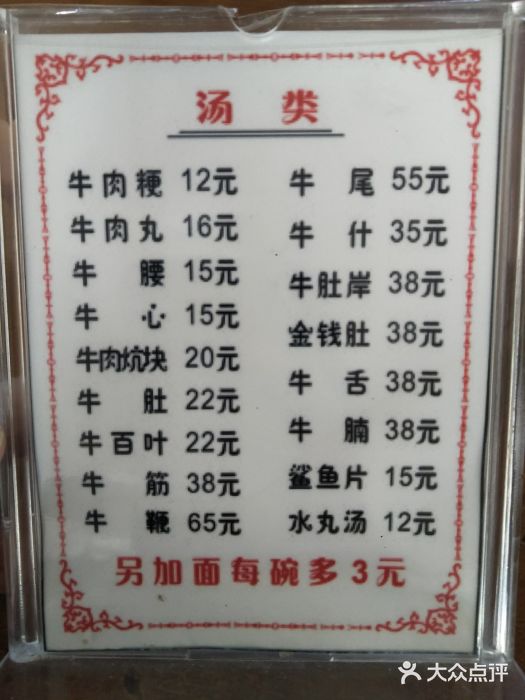 汤类
牛肉粳 12元
牛肉丸 16元
牛腰 15元
牛心 15元
牛肉炕块 20元
牛肚 22元
牛百叶 22元
牛筋 38元
牛鞭 65元
牛尾 55元
牛什 35元
牛肚岸 38元
金钱肚 38元
牛舌 38元
牛腩 38元
鲨鱼片 15元
水丸汤 12元
另加面每碗多3元
大众点评